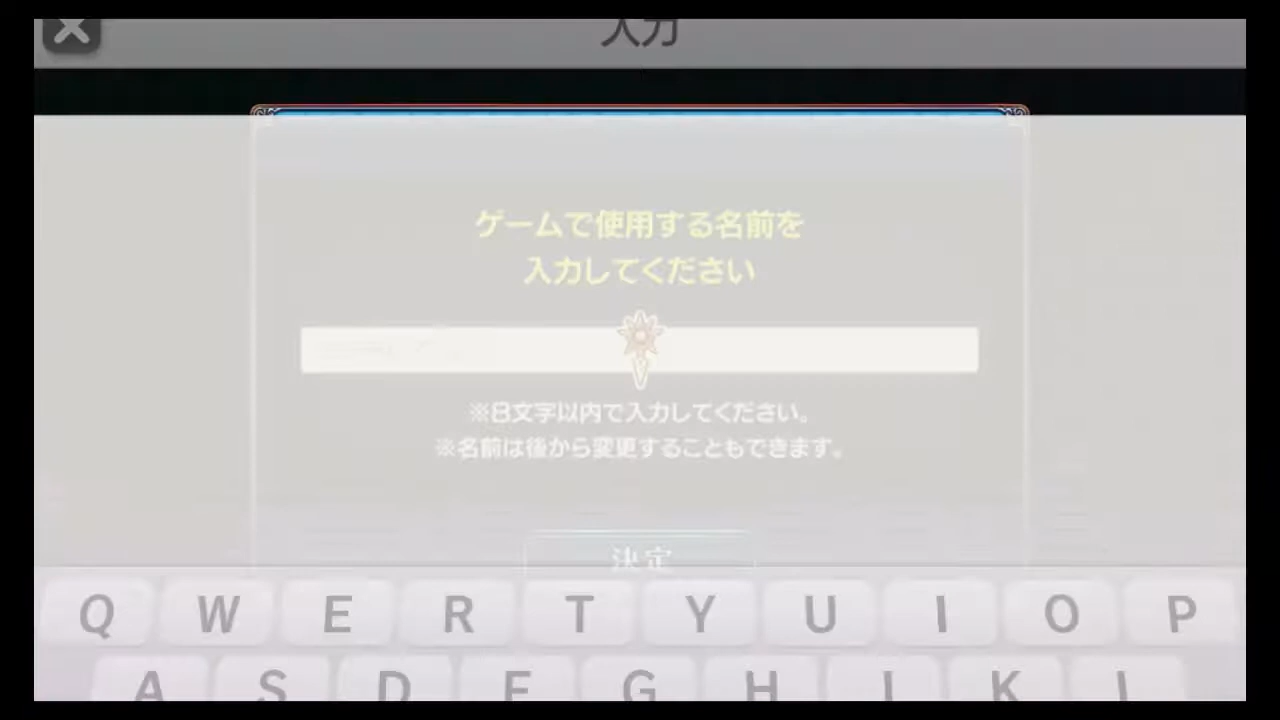 入力
ゲームで使用する名前を
入力してください
※8文字以内で入力してください。
※名前は後から変更することもできます。
決定
Q W E R T Y U I O P
A S D F G H J K L